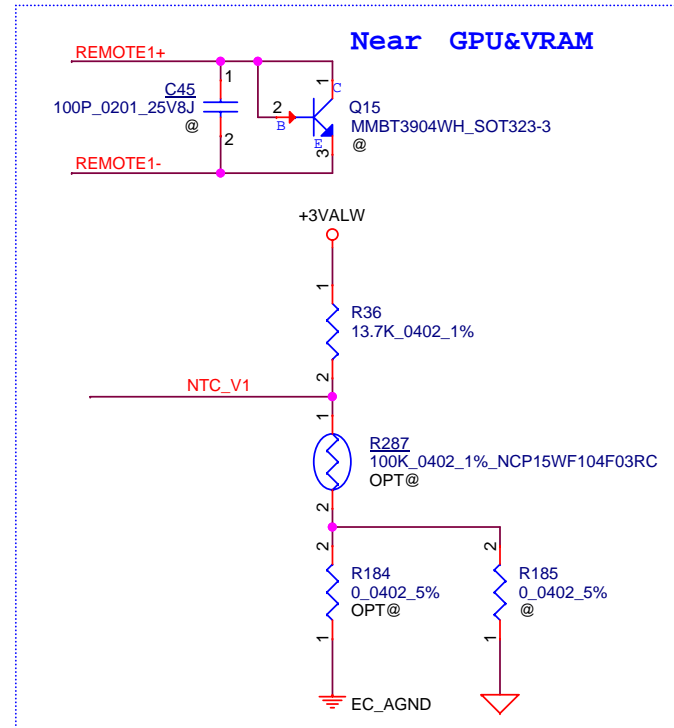 Near GPU&VRAM
REMOTE1+
C45
100P_0201_25V8J
@
1
2
1
C
2
B
E
3
Q15
MMBT3904WH_SOT323-3
@
REMOTE1-
+3VALW
1
R36
13.7K_0402_1%
2
NTC_V1
1
R287
100K_0402_1%_NCP15WF104F03RC
OPT@
2
2
R184
0_0402_5%
OPT@
1
2
R185
0_0402_5%
@
1
EC_AGND